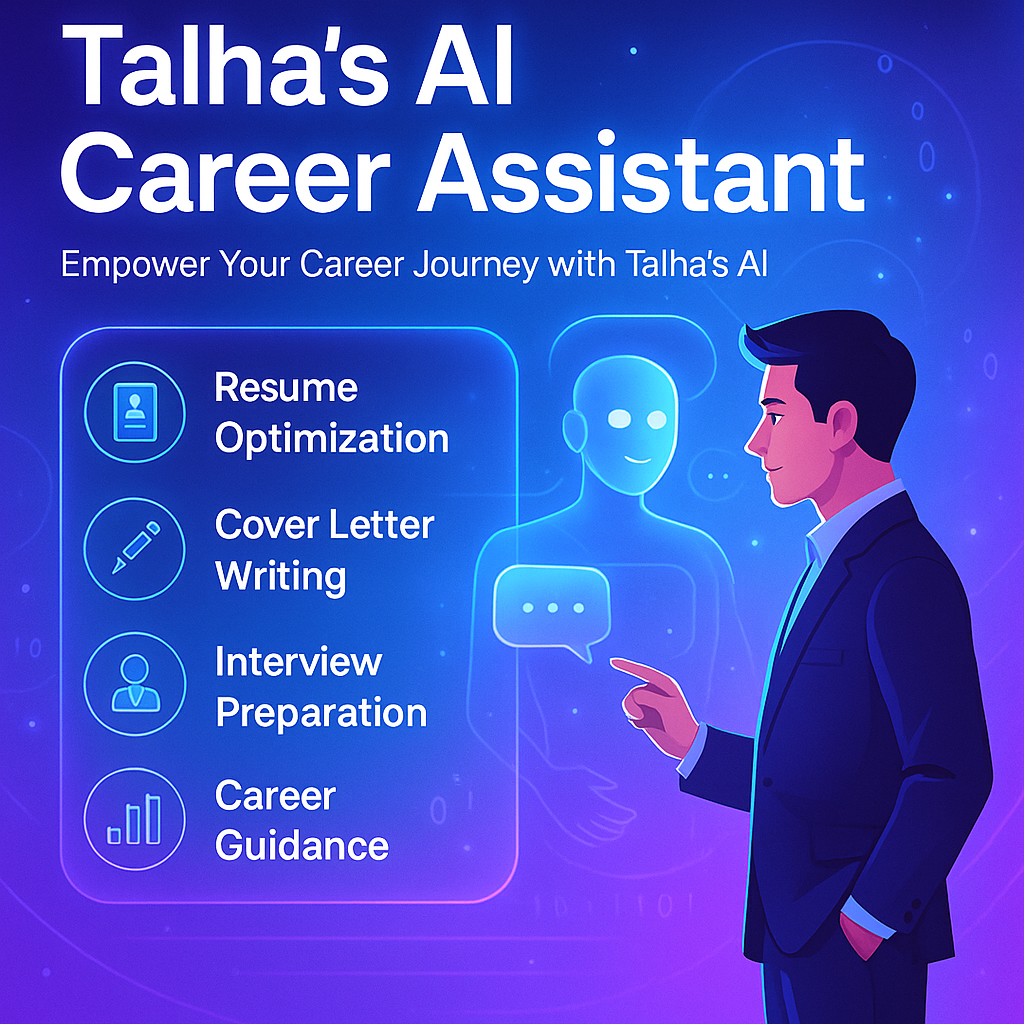 Talha's AI
Career Assistant
Empower Your Career Journey with Talha's AI
Resume
Optimization
Cover Letter
Writing
Interview
Preparation
Career
Guidance